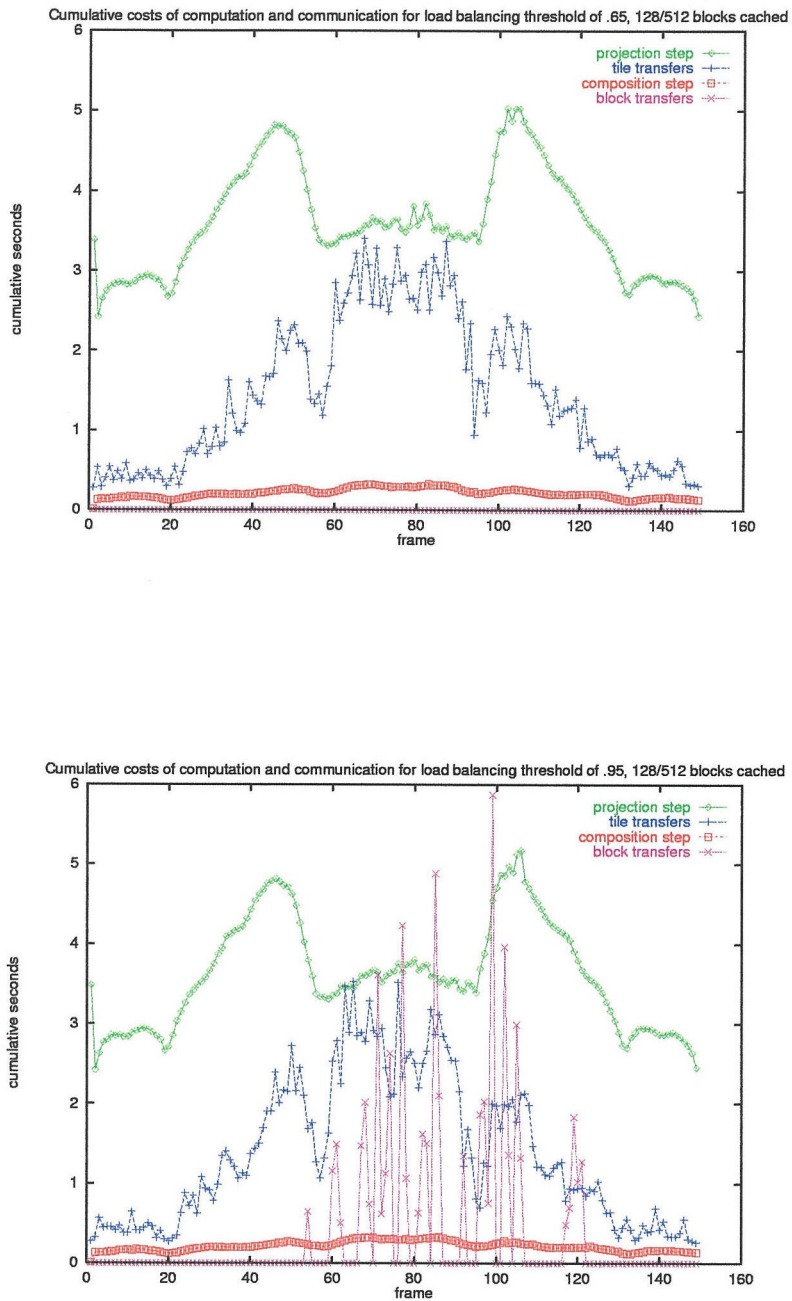 Cumulative costs of computation and communication for load balancing threshold of .65, 128/512 blocks cached
6
5
4
3
2
1
0
cumulative seconds
projection step
tile transfers
composition step
block transfers
0 20 40 60 80 100 120 140 160
frame
Cumulative costs of computation and communication for load balancing threshold of .95, 128/512 blocks cached
6
5
4
3
2
1
0
cumulative seconds
projection step
tile transfers
composition step
block transfers
0 20 40 60 80 100 120 140 160
frame